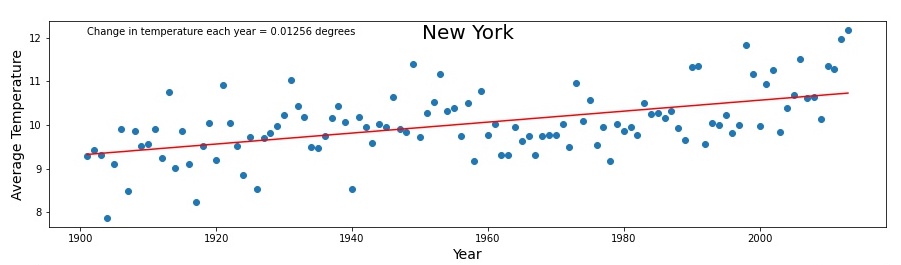 New York
Change in temperature each year = 0.01256 degrees
Average Temperature
12
11
10
9
8
1900
1920
1940
1960
1980
2000
Year